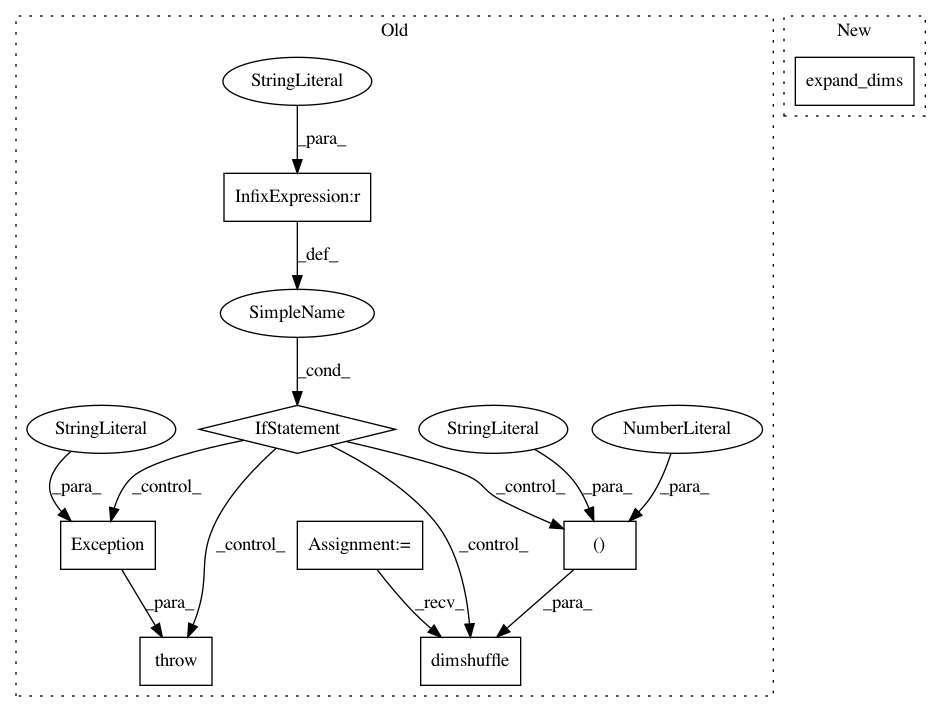 Old
New
StringLiteral
expand_dims
_para_
InfixExpression:r
_def_
SimpleName
_cond_
StringLiteral
IfStatement
StringLiteral
NumberLiteral
_para_
_control_
_control_
_para_
_para_
Exception
_control_
Assignment:=
_control_
()
_para_
_recv_
_para_
throw
dimshuffle